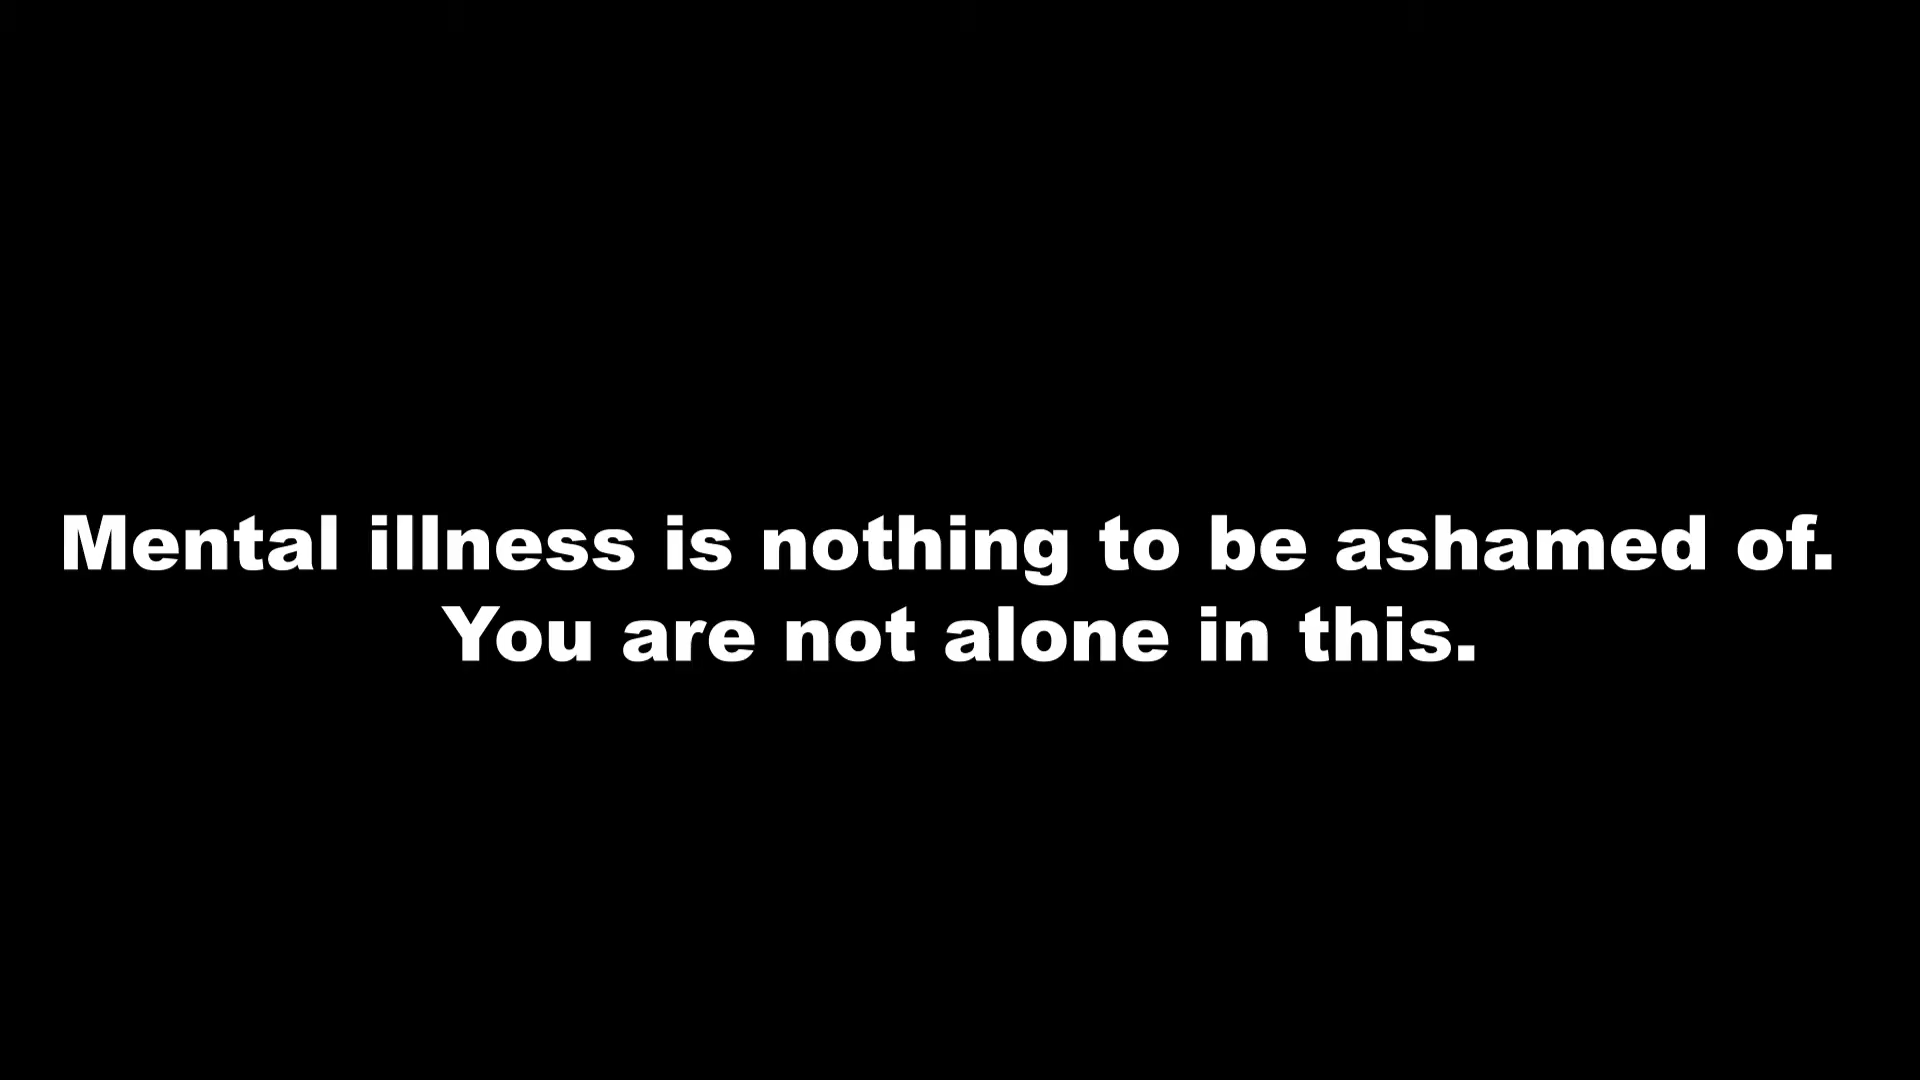 Mental illness is nothing to be ashamed of.
You are not alone in this.